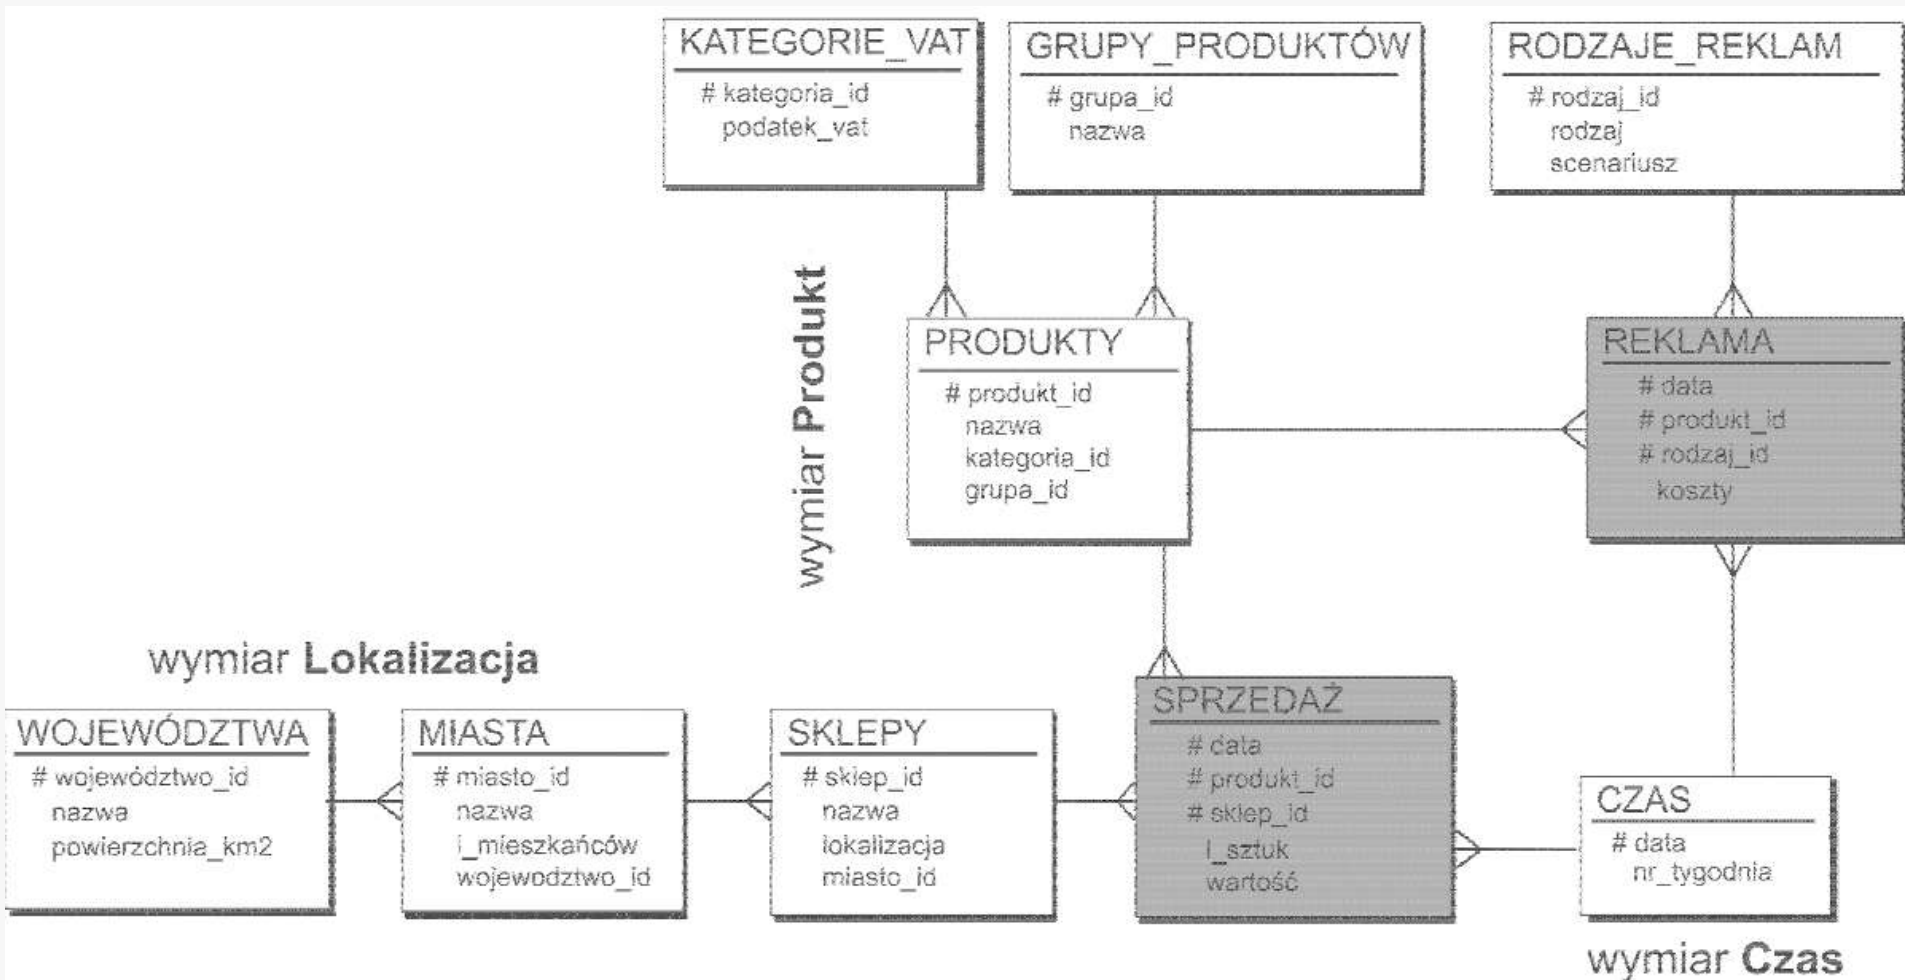 KATEGORIE_VAT
# kategoria_id
podatek_vat
GRUPY_PRODUKTÓW
# grupa_id
nazwa
RODZAJE_REKLAM
# rodzaj_id
rodzaj
scenariusz
wymiar Produkt
PRODUKTY
# produkt_id
nazwa
kategoria_id
grupa_id
REKLAMA
# data
# produkt_id
# rodzaj_id
koszty
wymiar Lokalizacja
WOJEWÓDZTWA
# województwo_id
nazwa
powierzchnia_km2
MIASTA
# miasto_id
nazwa
l_mieszkańców
wojewodztwo_id
SKLEPY
# sklep_id
nazwa
lokalizacja
miasto_id
SPRZEDAŻ
# data
# produkt_id
# sklep_id
l_sztuk
wartość
CZAS
# data
nr_tygodnia
wymiar Czas